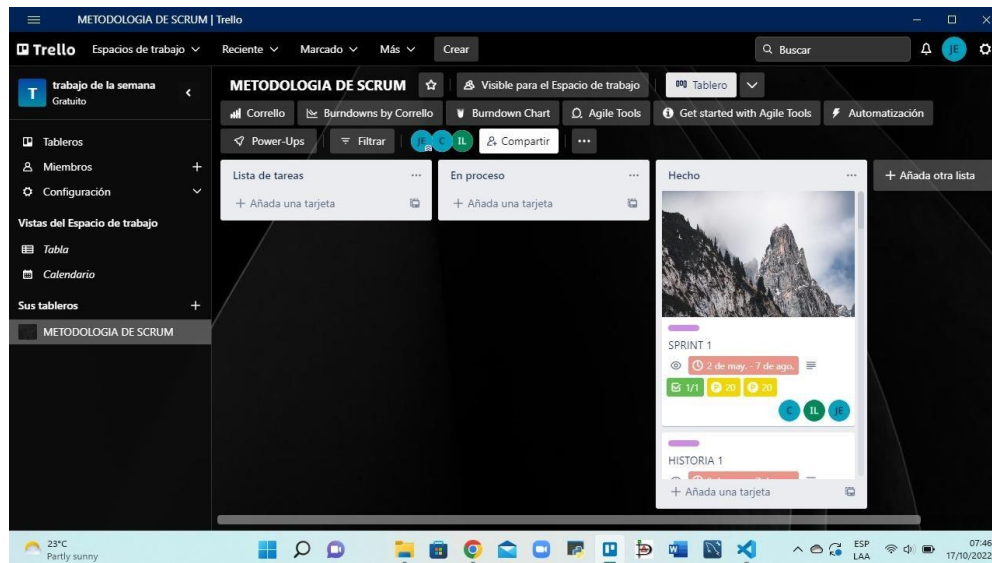 METODOLOGIA DE SCRUM | Trello
Trello Espacios de trabajo Reciente Marcado Más Crear Buscar JE
T trabajo de la semana
Gratuito
METODOLOGIA DE SCRUM Visible para el Espacio de trabajo Tablero
Corrello Burndowns by Corrello Burndown Chart Agile Tools Get started with Agile Tools Automatización
Power-Ups Filtrar JE C IL Compartir ...
Tableros
Miembros +
Configuración
Vistas del Espacio de trabajo
Tabla
Calendario
Sus tableros +
METODOLOGIA DE SCRUM
Lista de tareas ...
+ Añada una tarjeta
En proceso ...
+ Añada una tarjeta
Hecho ...
SPRINT 1
2 de may. - 7 de ago.
1/1 20 20
C IL JE
HISTORIA 1
+ Añada una tarjeta
+ Añada otra lista
23°C
Partly sunny
ESP
LAA
07:46
17/10/2022